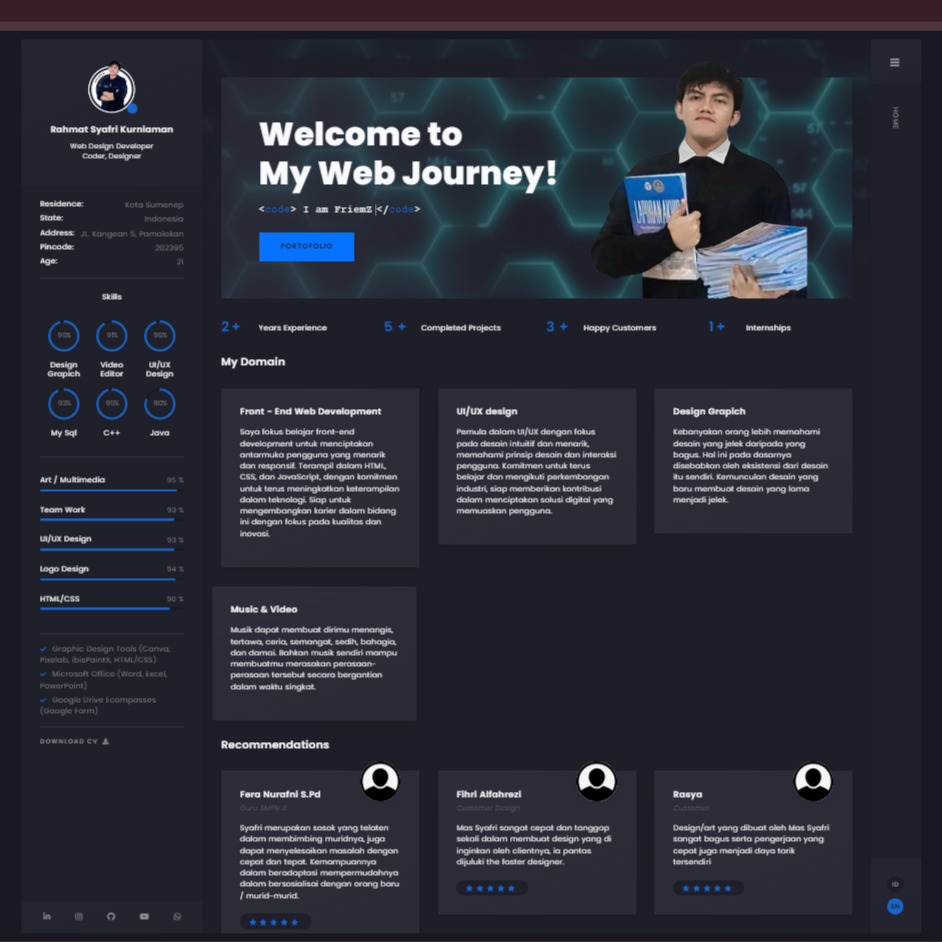 Rahmat Syafri Kurniaman
Web Design Developer
Coder, Designer
Residence: Kota Sumenep
State: Indonesia
Address: JL. Kangean 5, Pamolokan
Pincode: 202395
Age: 21
Skills
90% 91% 90%
Design Video UI/UX
Grapich Editor Design
93% 90% 80%
My Sql C++ Java
Art / Multimedia 95 %
Team Work 93 %
UI/UX Design 93 %
Logo Design 94 %
HTML/CSS 90 %
Graphic Design Tools (Canva,
Pixelab, ibisPaintX, HTML/CSS)
Microsoft Office (Word, Excel,
PowerPoint)
Google Drive Ecompasses
(Google Form)
DOWNLOAD CV
Welcome to
My Web Journey!
<code> I am FriemZ </code>
PORTOFOLIO
57
57
57
LAPORAN
2 + Years Experience
5 + Completed Projects
3 + Happy Customers
1 + Internships
My Domain
Front - End Web Development
Saya fokus belajar front-end
development untuk menciptakan
antarmuka pengguna yang menarik
dan responsif. Terampil dalam HTML,
CSS, dan JavaScript, dengan komitmen
untuk terus meningkatkan keterampilan
dalam teknologi. Siap untuk
mengembangkan karier dalam bidang
ini dengan fokus pada kualitas dan
inovasi.
UI/UX design
Pemula dalam UI/UX dengan fokus
pada desain intuitif dan menarik,
memahami prinsip desain dan interaksi
pengguna. Komitmen untuk terus
belajar dan mengikuti perkembangan
industri, siap memberikan kontribusi
dalam menciptakan solusi digital yang
memuaskan pengguna.
Design Grapich
Kebanyakan orang lebih memahami
desain yang jelek daripada yang
bagus. Hal ini pada dasarnya
disebabkan oleh eksistensi dari desain
itu sendiri. Kemunculan desain yang
baru membuat desain yang lama
menjadi jelek.
Music & Video
Musik dapat membuat dirimu menangis,
tertawa, ceria, semangat, sedih, bahagia,
dan damai. Bahkan musik sendiri mampu
membuatmu merasakan perasaan-
perasaan tersebut secara bergantian
dalam waktu singkat.
Recommendations
Fera Nurafni S.Pd
Guru SMPN 2
Syafri merupakan sosok yang telaten
dalam membimbing muridnya, juga
dapat menyelesaikan masalah dengan
cepat dan tepat. Kemampuannya
dalam beradaptasi mempermudahnya
dalam bersosialisai dengan orang baru
/ murid-murid.
Fihri Alfahrezi
Customer Design
Mas Syafri sangat cepat dan tanggap
sekali dalam membuat design yang di
inginkan oleh clientnya, ia pantas
dijuluki the faster designer.
Rasya
Customer
Design/art yang dibuat oleh Mas Syafri
sangat bagus serta pengerjaan yang
cepat juga menjadi daya tarik
tersendiri
HOME
ID
EN